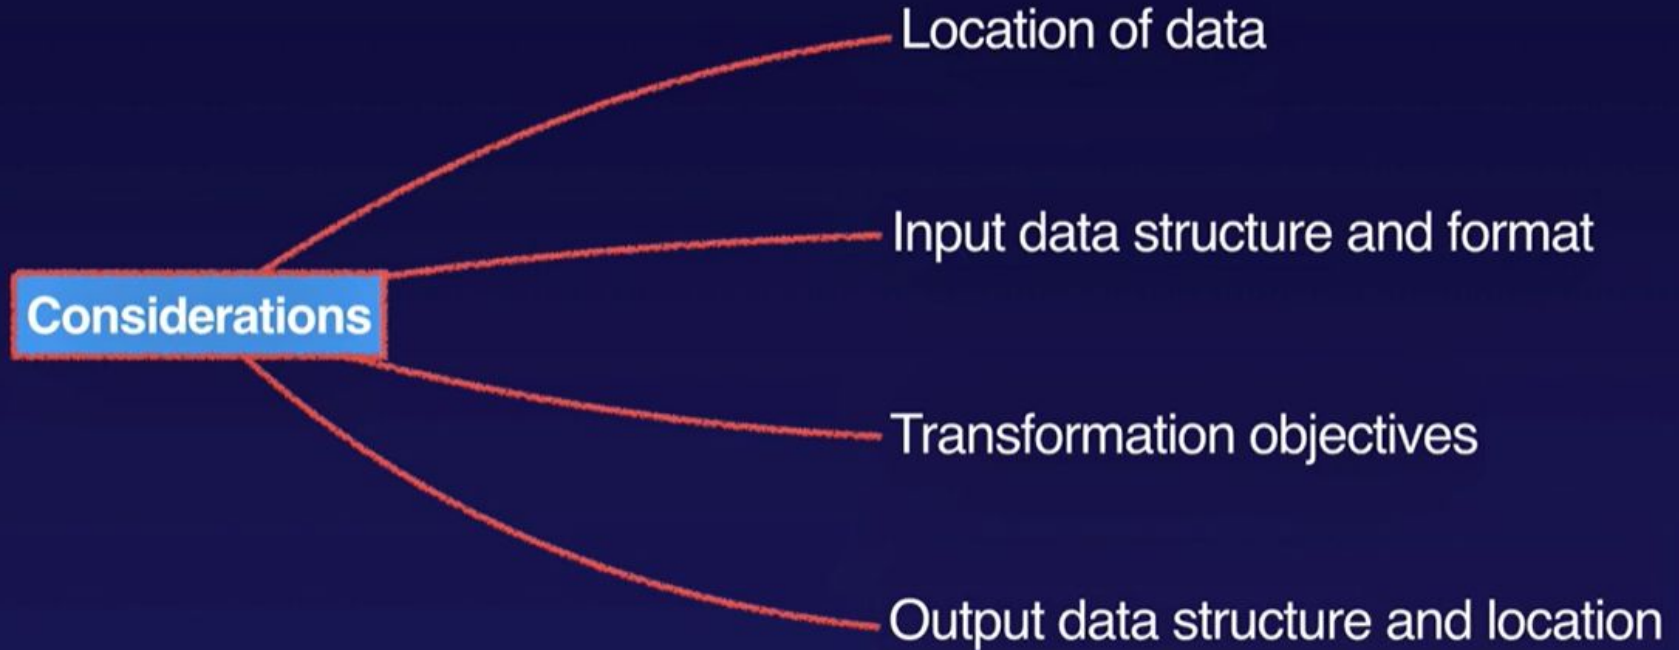 Location of data
Input data structure and format
Considerations
Transformation objectives
Output data structure and location